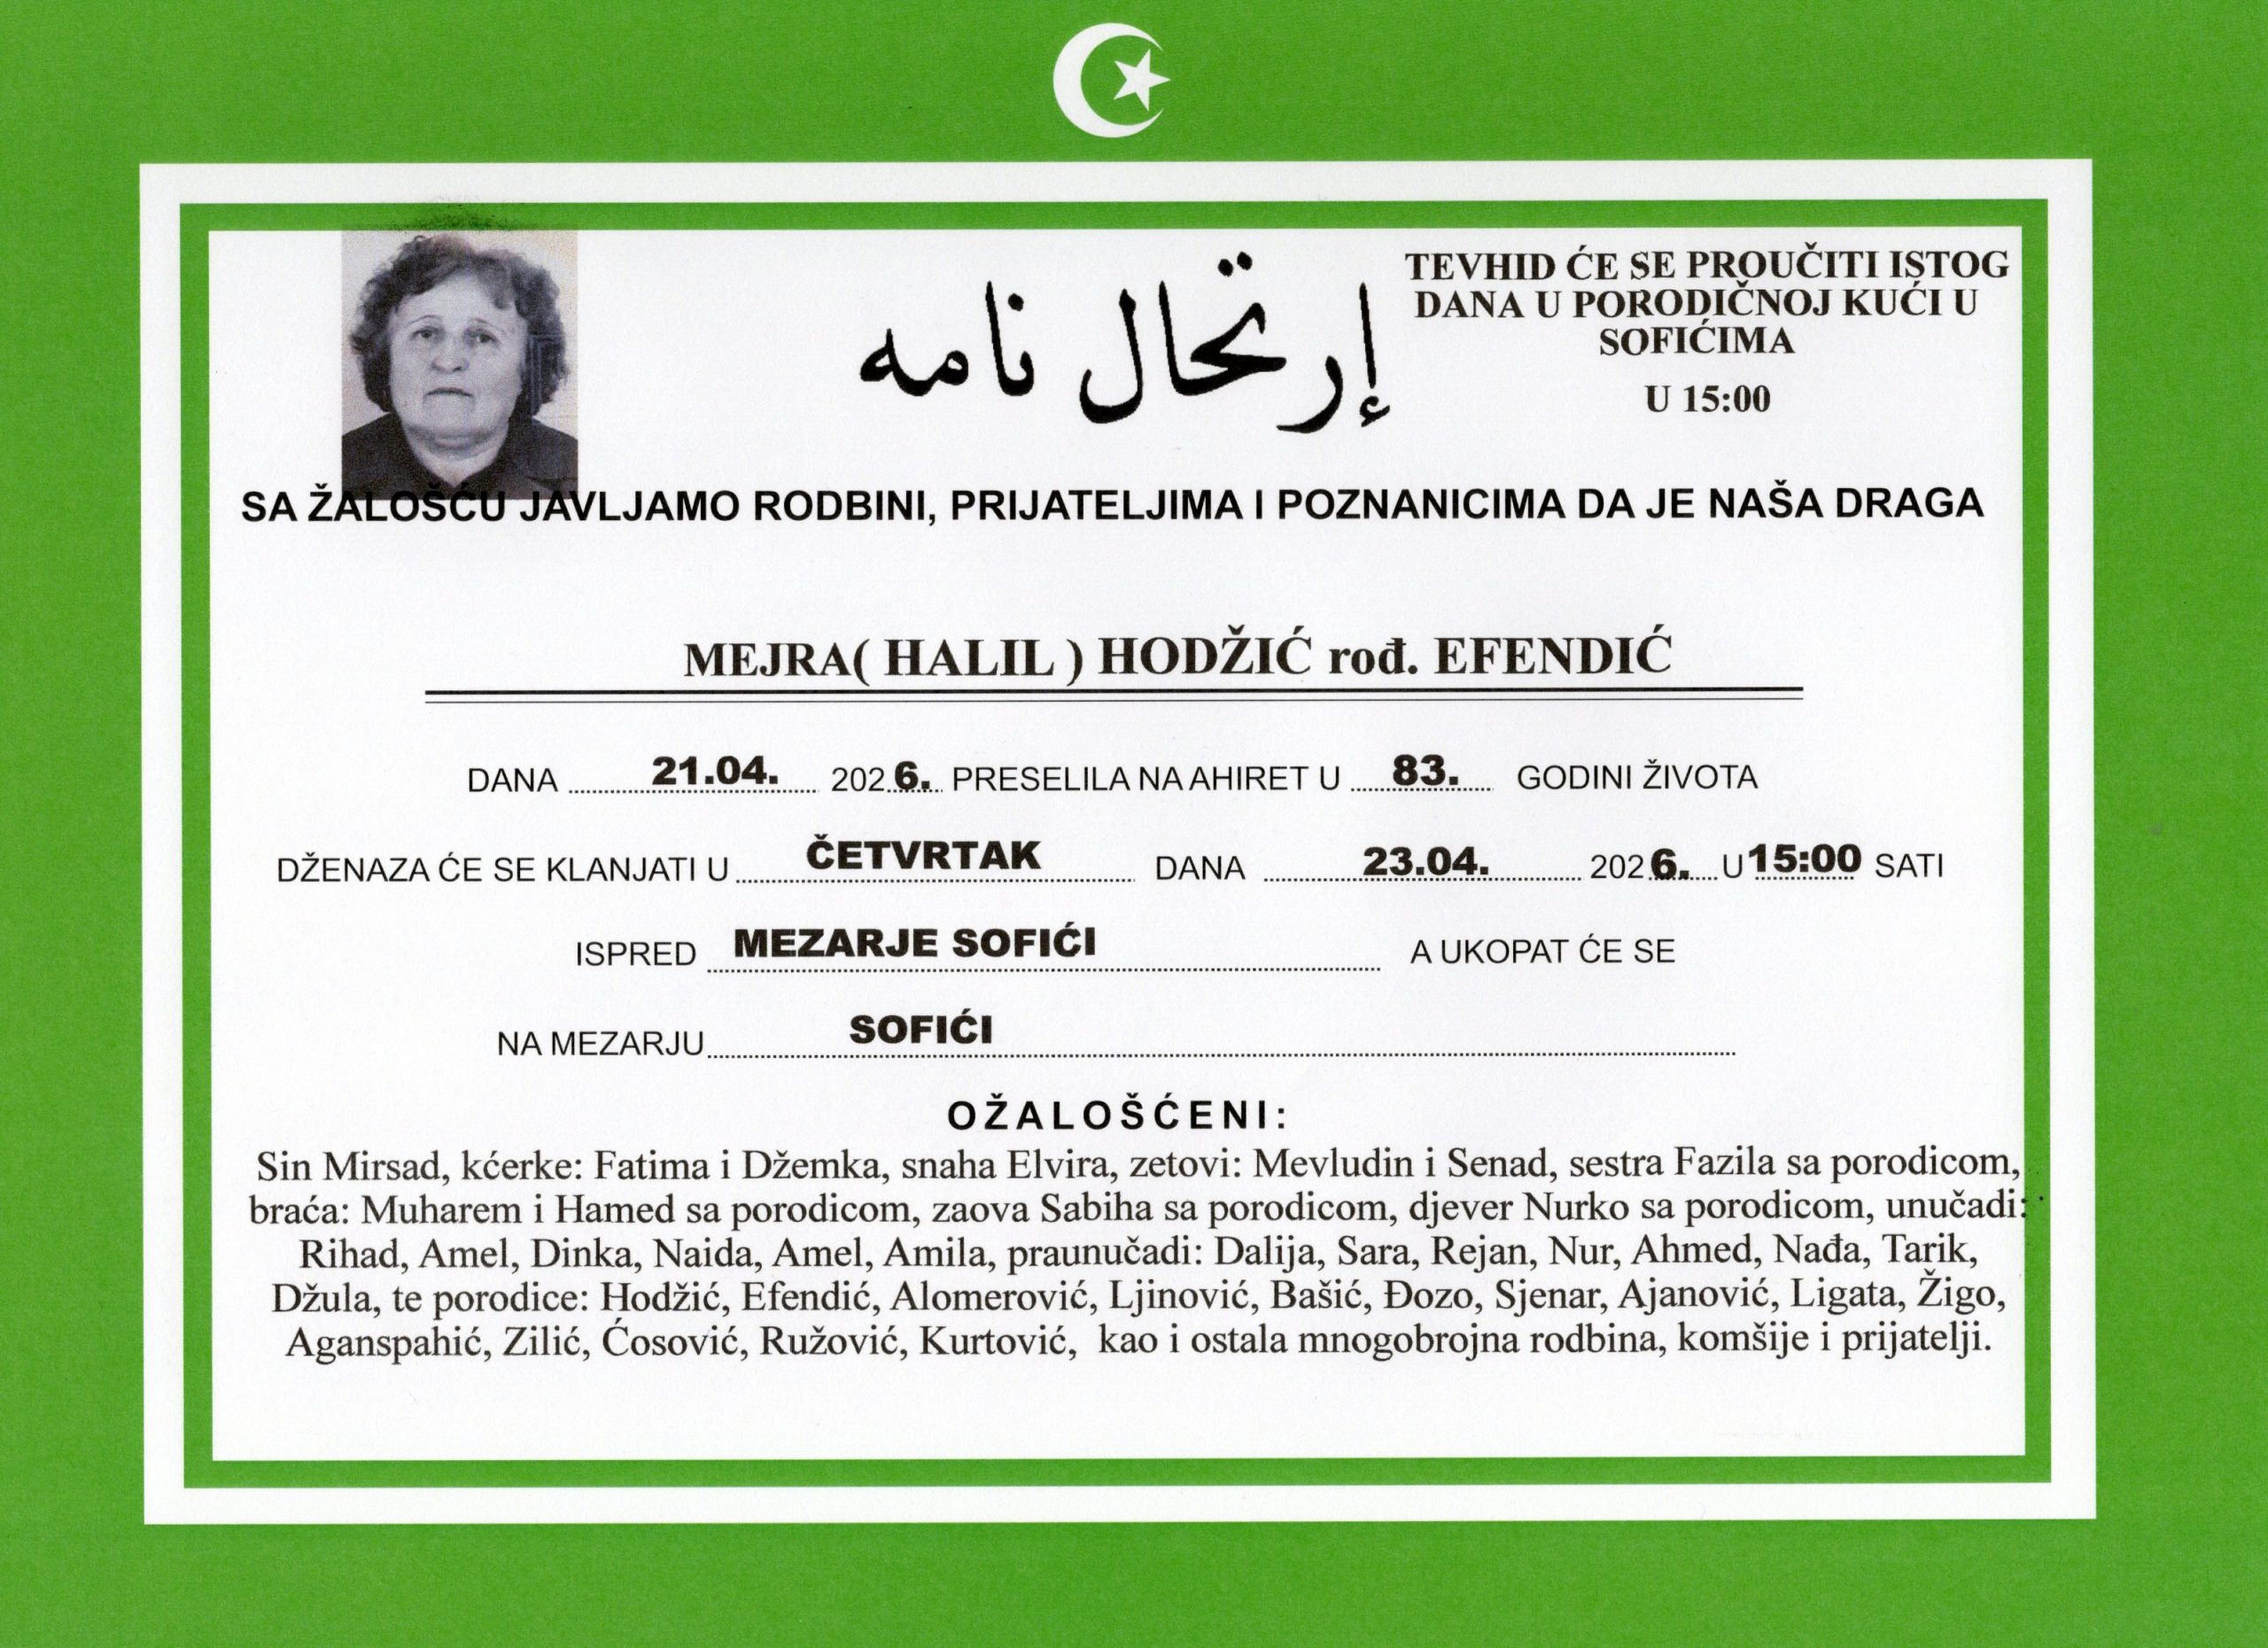 إرتحال نامه
TEVHID ĆE SE PROUČITI ISTOG
DANA U PORODIČNOJ KUĆI U
SOFIĆIMA
U 15:00
SA ŽALOŠĆU JAVLJAMO RODBINI, PRIJATELJIMA I POZNANICIMA DA JE NAŠA DRAGA
MEJRA( HALIL ) HODŽIĆ rođ. EFENDIĆ
DANA 21.04. 2026. PRESELILA NA AHIRET U 83. GODINI ŽIVOTA
DŽENAZA ĆE SE KLANJATI U ČETVRTAK DANA 23.04. 2026. U 15:00 SATI
ISPRED MEZARJE SOFIĆI A UKOPAT ĆE SE
NA MEZARJU SOFIĆI
OŽALOŠĆENI:
Sin Mirsad, kćerke: Fatima i Džemka, snaha Elvira, zetovi: Mevludin i Senad, sestra Fazila sa porodicom,
braća: Muharem i Hamed sa porodicom, zaova Sabiha sa porodicom, djever Nurko sa porodicom, unučadi:
Rihad, Amel, Dinka, Naida, Amel, Amila, praunučadi: Dalija, Sara, Rejan, Nur, Ahmed, Nađa, Tarik,
Džula, te porodice: Hodžić, Efendić, Alomerović, Ljinović, Bašić, Đozo, Sjenar, Ajanović, Ligata, Žigo,
Aganspahić, Zilić, Ćosović, Ružović, Kurtović,  kao i ostala mnogobrojna rodbina, komšije i prijatelji.